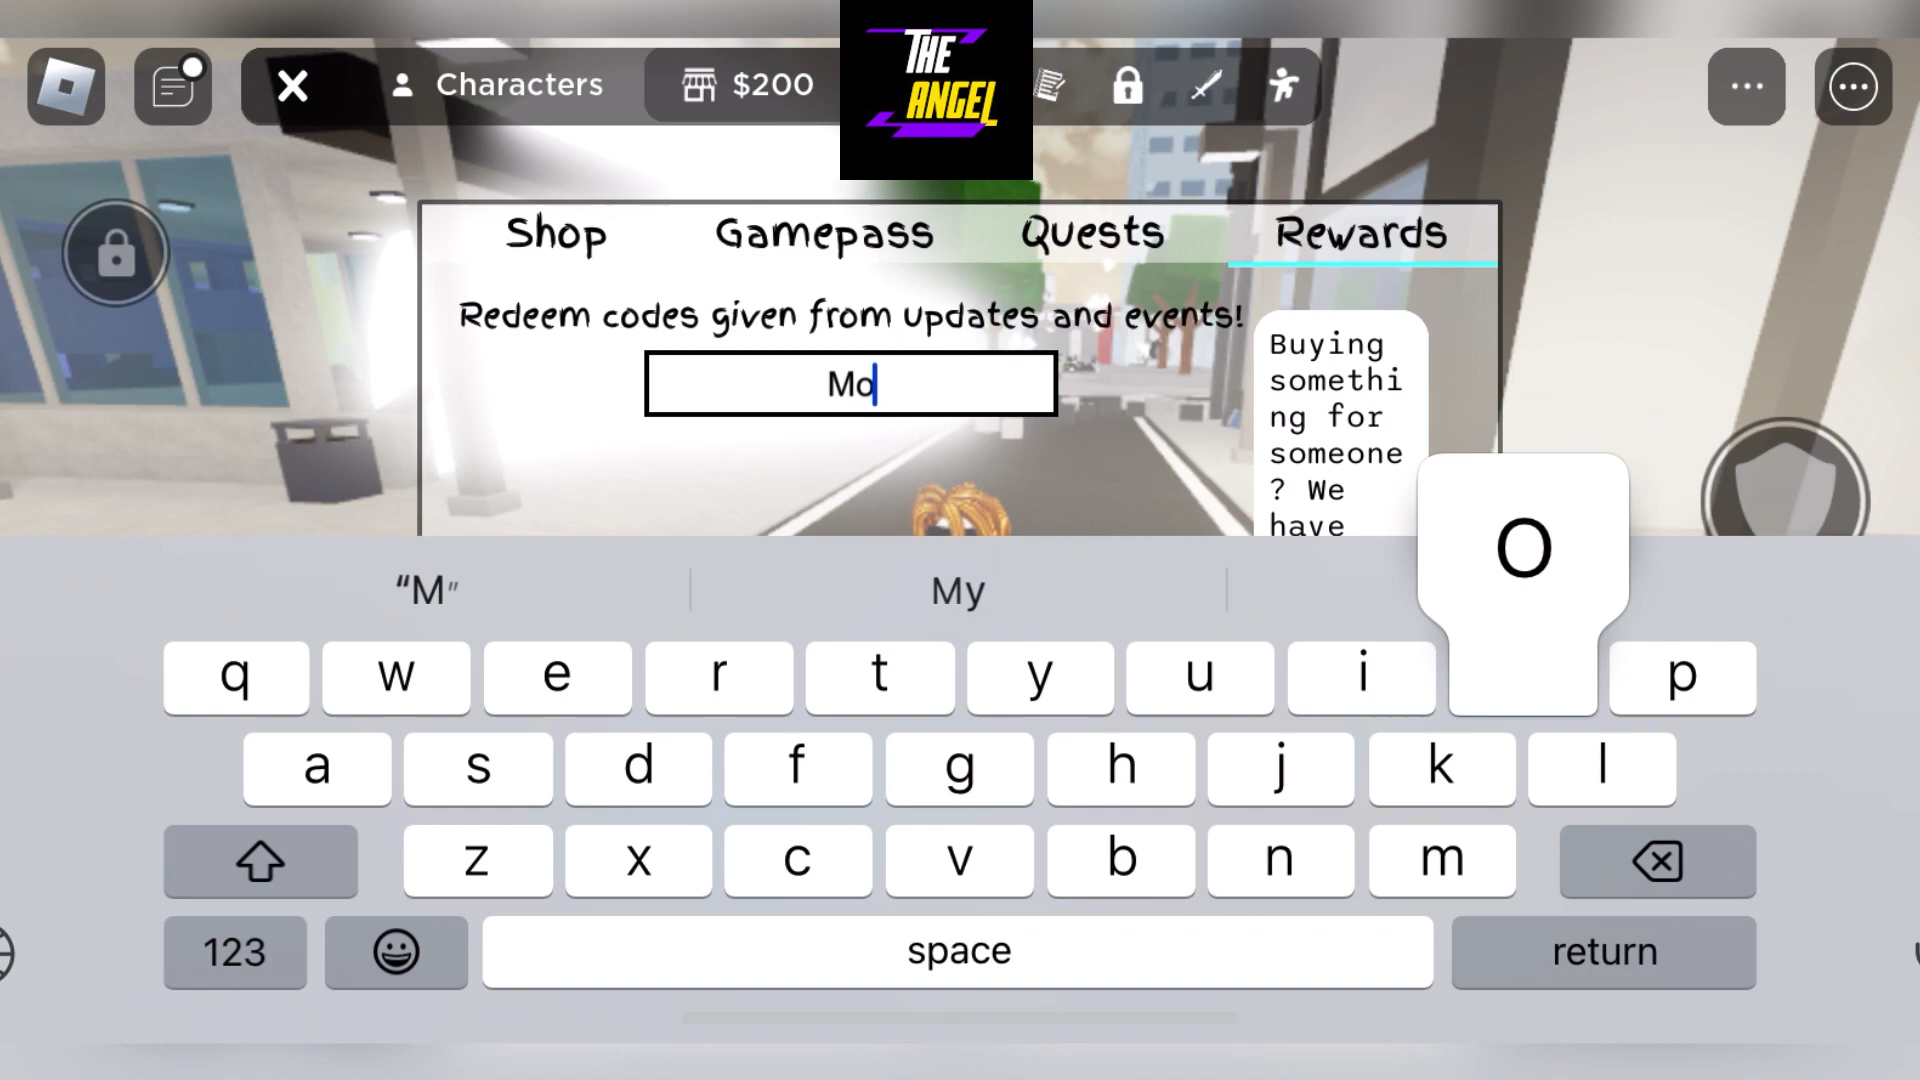 Characters
$200
THE
ANGEL
Shop
Gamepass
Quests
Rewards
Redeem codes given from updates and events!
Mo
Buying
somethi
ng for
someone
? We
have
“M”
My
O
q w e r t y u i p
a s d f g h j k l
z x c v b n m
123
space
return